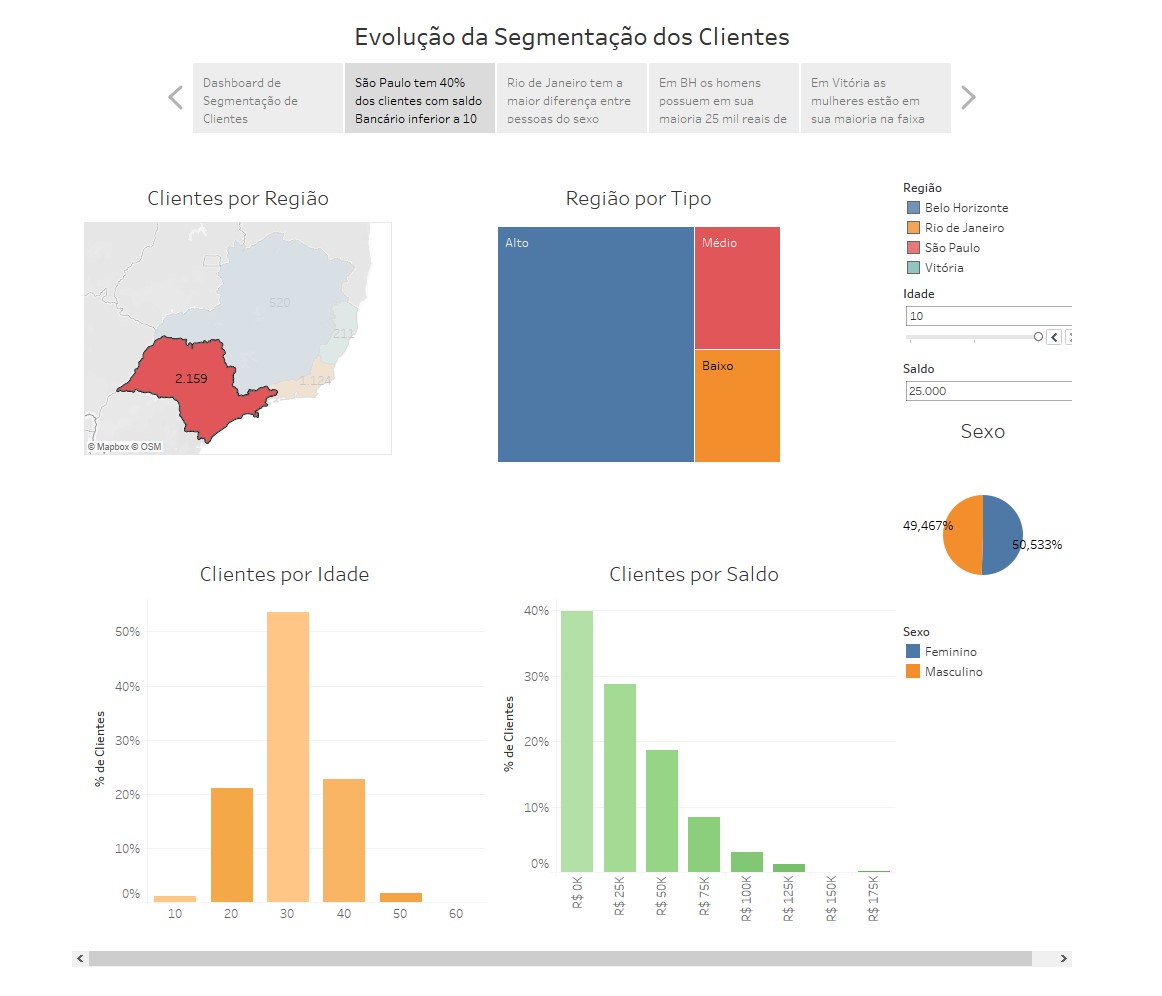 Evolução da Segmentação dos Clientes
Dashboard de
Segmentação de
Clientes
São Paulo tem 40%
dos clientes com saldo
Bancário inferior a 10
Rio de Janeiro tem a
maior diferença entre
pessoas do sexo
Em BH os homens
possuem em sua
maioria 25 mil reais de
Em Vitória as
mulheres estão em
sua maioria na faixa
Clientes por Região
520
211
2.159
1.124
© Mapbox © OSM
Região por Tipo
Alto
Médio
Baixo
Região
Belo Horizonte
Rio de Janeiro
São Paulo
Vitória
Idade
10
Saldo
25.000
Sexo
49,467%
50,533%
Sexo
Feminino
Masculino
Clientes por Idade
% de Clientes
50%
40%
30%
20%
10%
0%
10 20 30 40 50 60
Clientes por Saldo
% de Clientes
40%
30%
20%
10%
0%
R$ 0K
R$ 25K
R$ 50K
R$ 75K
R$ 100K
R$ 125K
R$ 150K
R$ 175K